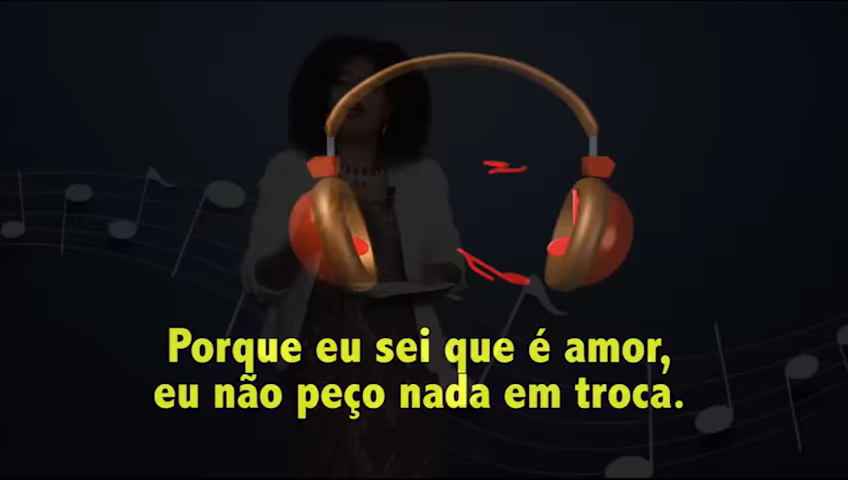 Porque eu sei que é amor,
eu não peço nada em troca.